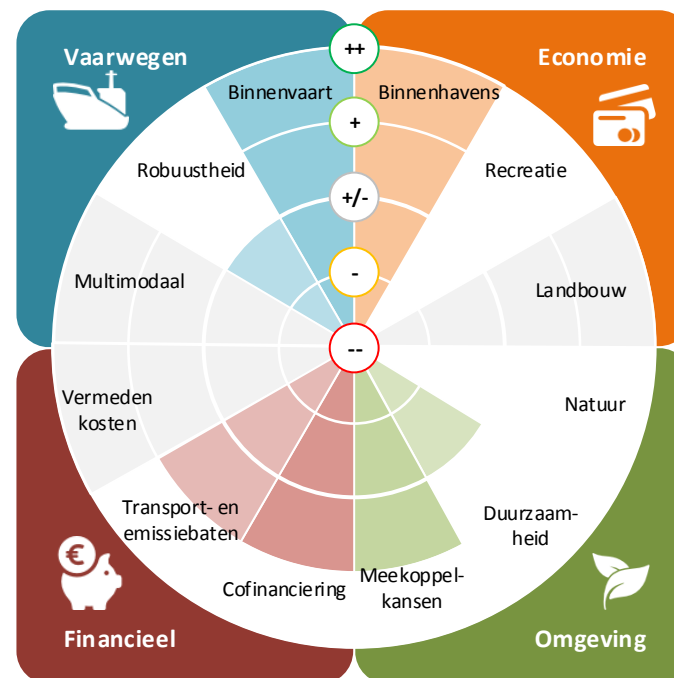 Vaarwegen
Economie
++
Binnenvaart
Binnenhavens
+
Robuustheid
Recreatie
+/-
-
Multimodaal
Landbouw
--
Vermeden
kosten
Natuur
Transport- en
emissiebaten
Duurzaam-
heid
Cofinanciering
Meekoppel-
kansen
€
Financieel
Omgeving